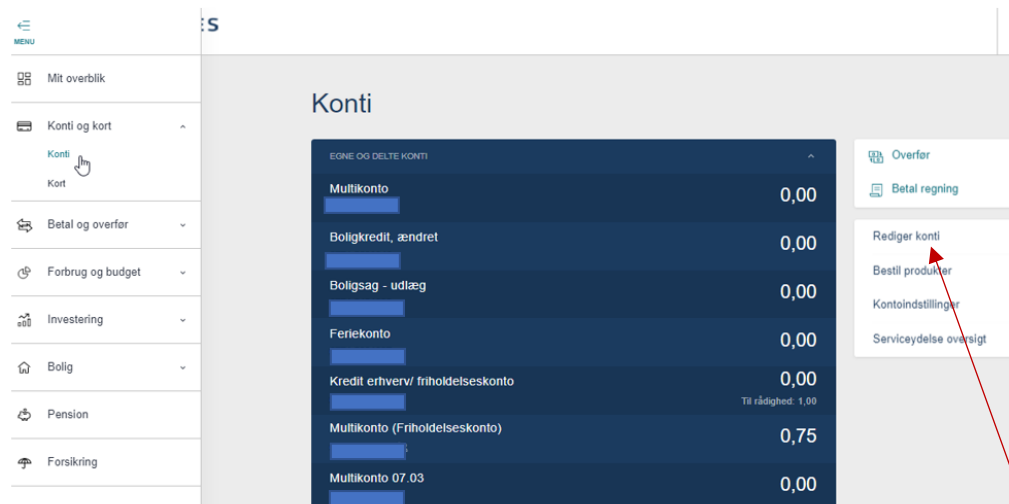 MENU
ES
Mit overblik
Konti og kort
Konti
Kort
Betal og overfør
Forbrug og budget
Investering
Bolig
Pension
Forsikring
Konti
EGNE OG DELTE KONTI
Multikonto
0,00
Boligkredit, ændret
0,00
Boligsag - udlæg
0,00
Feriekonto
0,00
Kredit erhverv/ friholdelseskonto
0,00
Til rådighed: 1,00
Multikonto (Friholdelseskonto)
0,75
Multikonto 07.03
0,00
Overfør
Betal regning
Rediger konti
Bestil produkter
Kontoindstillinger
Serviceydelse oversigt